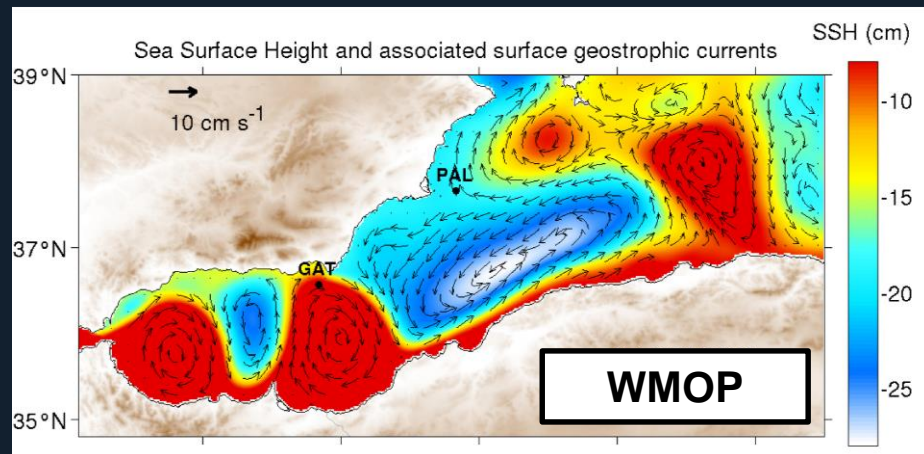 SSH (cm)
Sea Surface Height and associated surface geostrophic currents
39°N
10 cm s⁻¹
-10
-15
PAL
37°N
GAT
-20
WMOP
-25
35°N